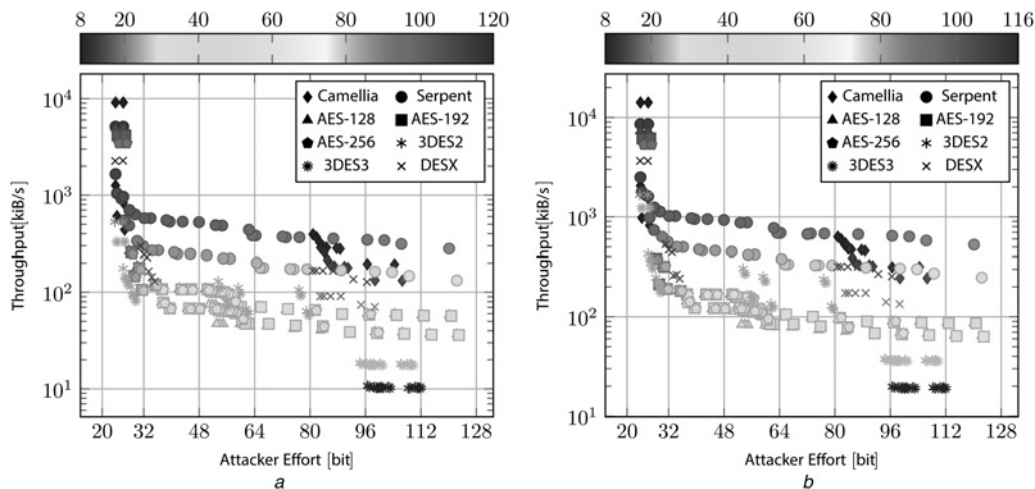 8 20 40 60 80 100 120
Throughput[kiB/s]
10^4
10^3
10^2
10^1
Camellia Serpent
AES-128 AES-192
AES-256 3DES2
3DES3 DESX
20 32 48 64 80 96 112 128
Attacker Effort [bit]
a
8 20 40 60 80 100 116
Throughput[kiB/s]
10^4
10^3
10^2
10^1
Camellia Serpent
AES-128 AES-192
AES-256 3DES2
3DES3 DESX
20 32 48 64 80 96 112 128
Attacker Effort [bit]
b